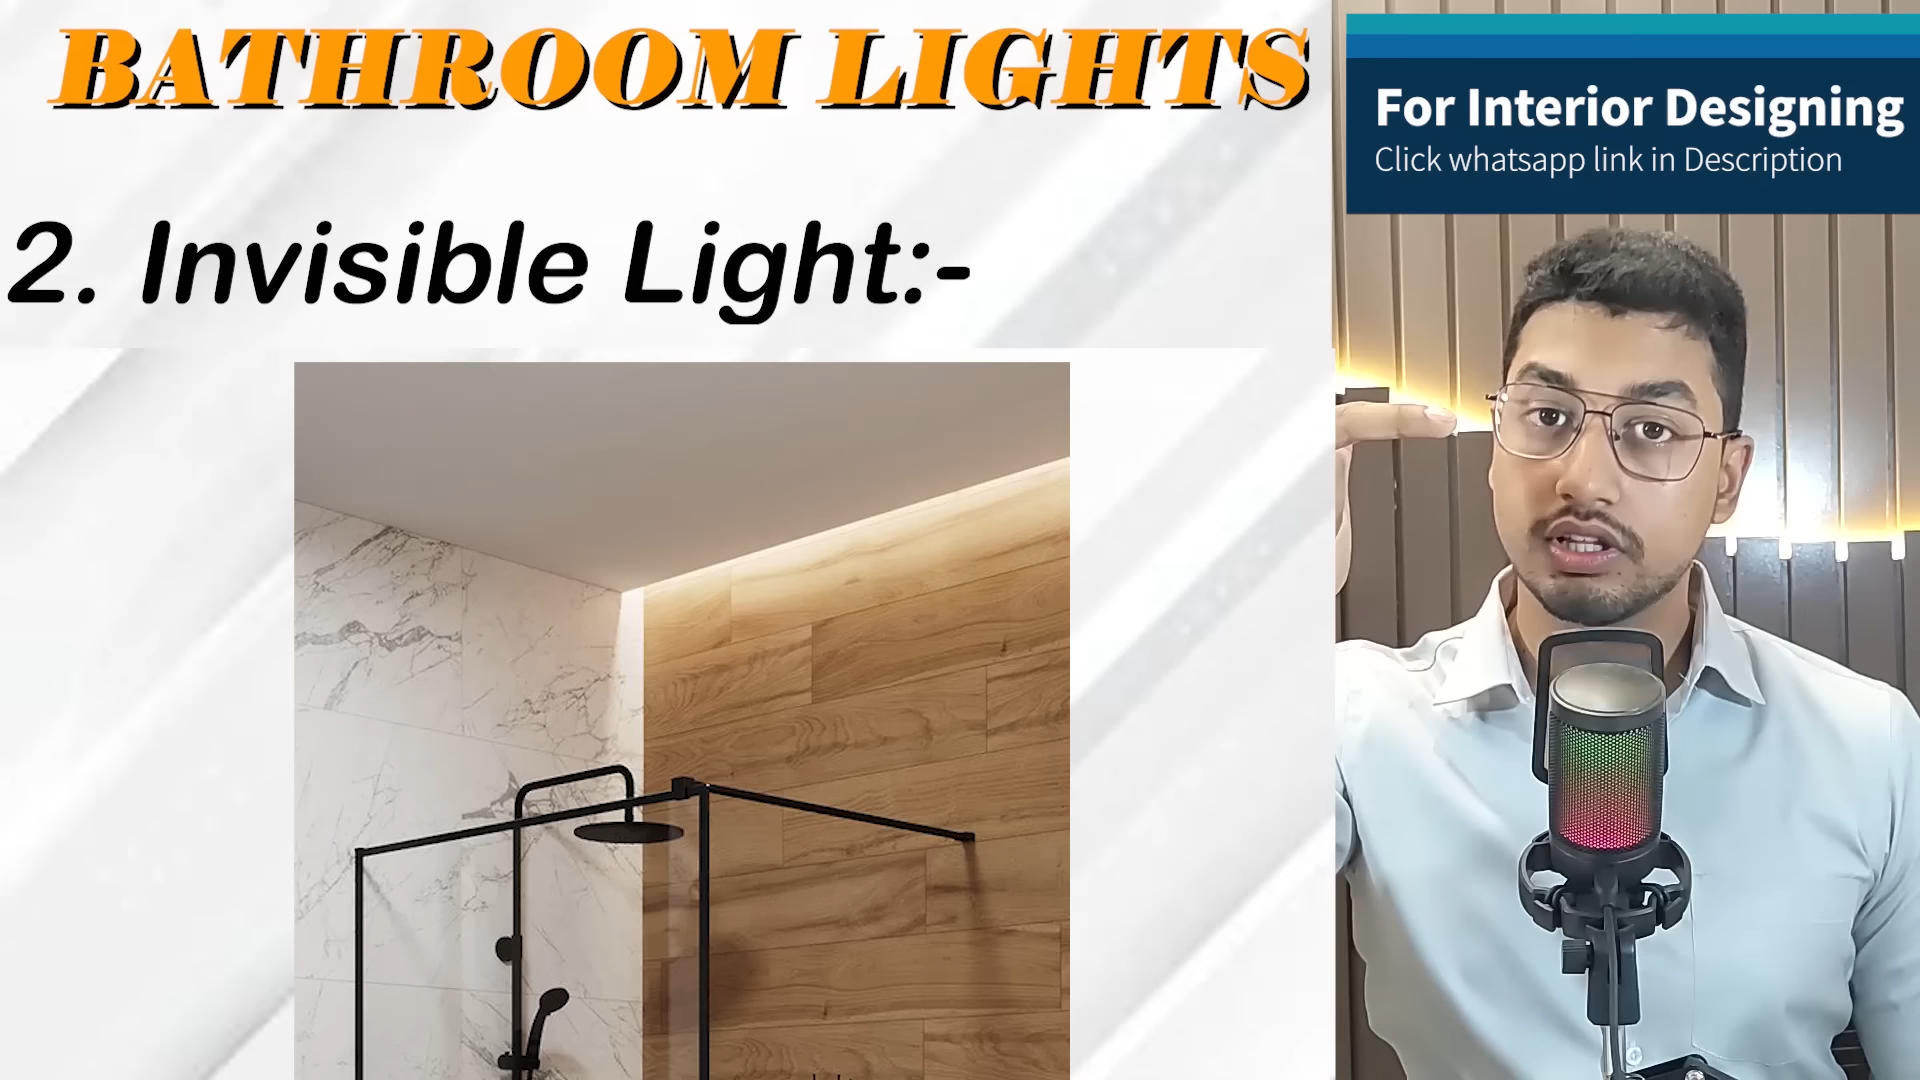 BATHROOM LIGHTS
For Interior Designing
Click whatsapp link in Description
2. Invisible Light:-